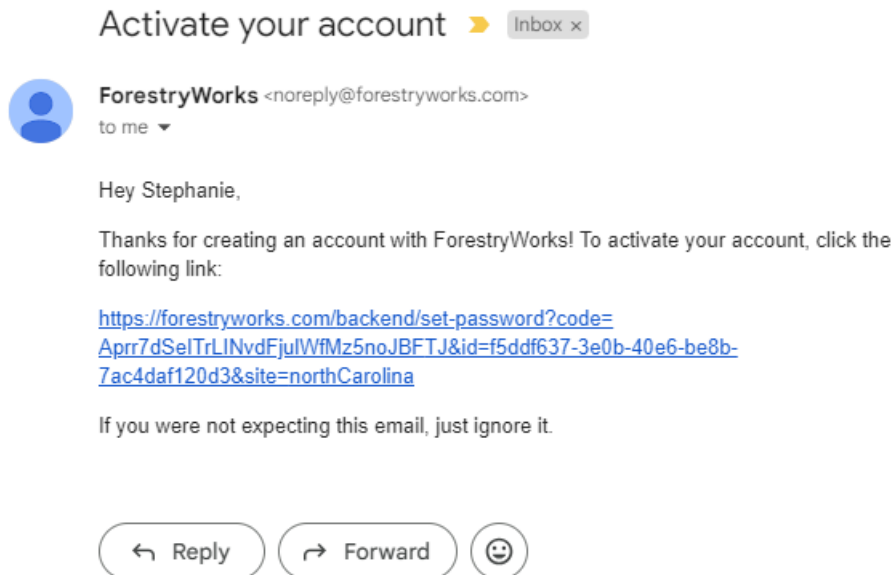 Activate your account Inbox ×
ForestryWorks <noreply@forestryworks.com>
to me
Hey Stephanie,
Thanks for creating an account with ForestryWorks! To activate your account, click the
following link:
https://forestryworks.com/backend/set-password?code=
Aprr7dSelTrLINvdFjuIWfMz5noJBFTJ&id=f5ddf637-3e0b-40e6-be8b-
7ac4daf120d3&site=northCarolina
If you were not expecting this email, just ignore it.
Reply Forward